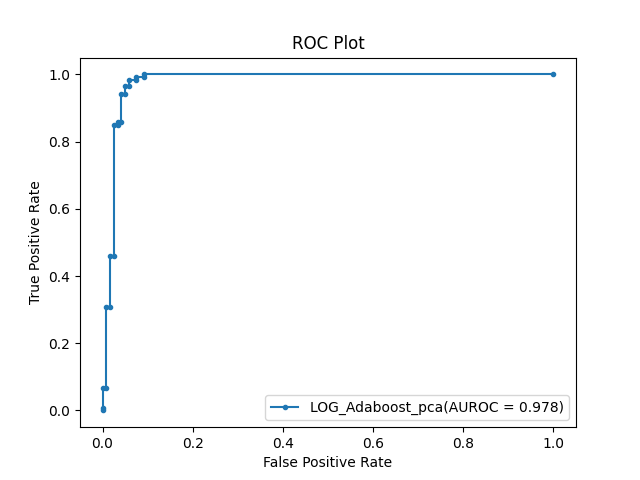 ROC Plot
1.0
0.8
0.6
0.4
0.2
0.0
True Positive Rate
LOG_Adaboost_pca(AUROC = 0.978)
0.0 0.2 0.4 0.6 0.8 1.0
False Positive Rate